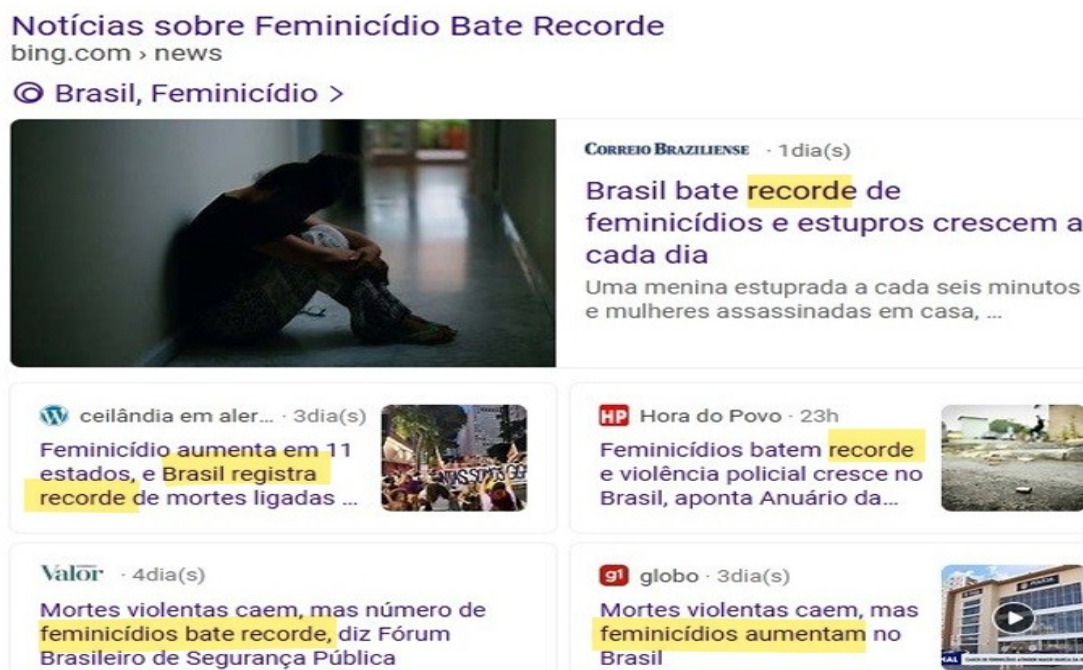 Notícias sobre Feminicídio Bate Recorde
bing.com › news
Brasil, Feminicídio >
CORREIO BRAZILIENSE · 1dia(s)
Brasil bate recorde de
feminicídios e estupros crescem a
cada dia
Uma menina estuprada a cada seis minutos
e mulheres assassinadas em casa, ...
ceilândia em aler... · 3dia(s)
Feminicídio aumenta em 11
estados, e Brasil registra
recorde de mortes ligadas ...
HP Hora do Povo · 23h
Feminicídios batem recorde
e violência policial cresce no
Brasil, aponta Anuário da...
Valor · 4dia(s)
Mortes violentas caem, mas número de
feminicídios bate recorde, diz Fórum
Brasileiro de Segurança Pública
g1 globo · 3dia(s)
Mortes violentas caem, mas
feminicídios aumentam no
Brasil